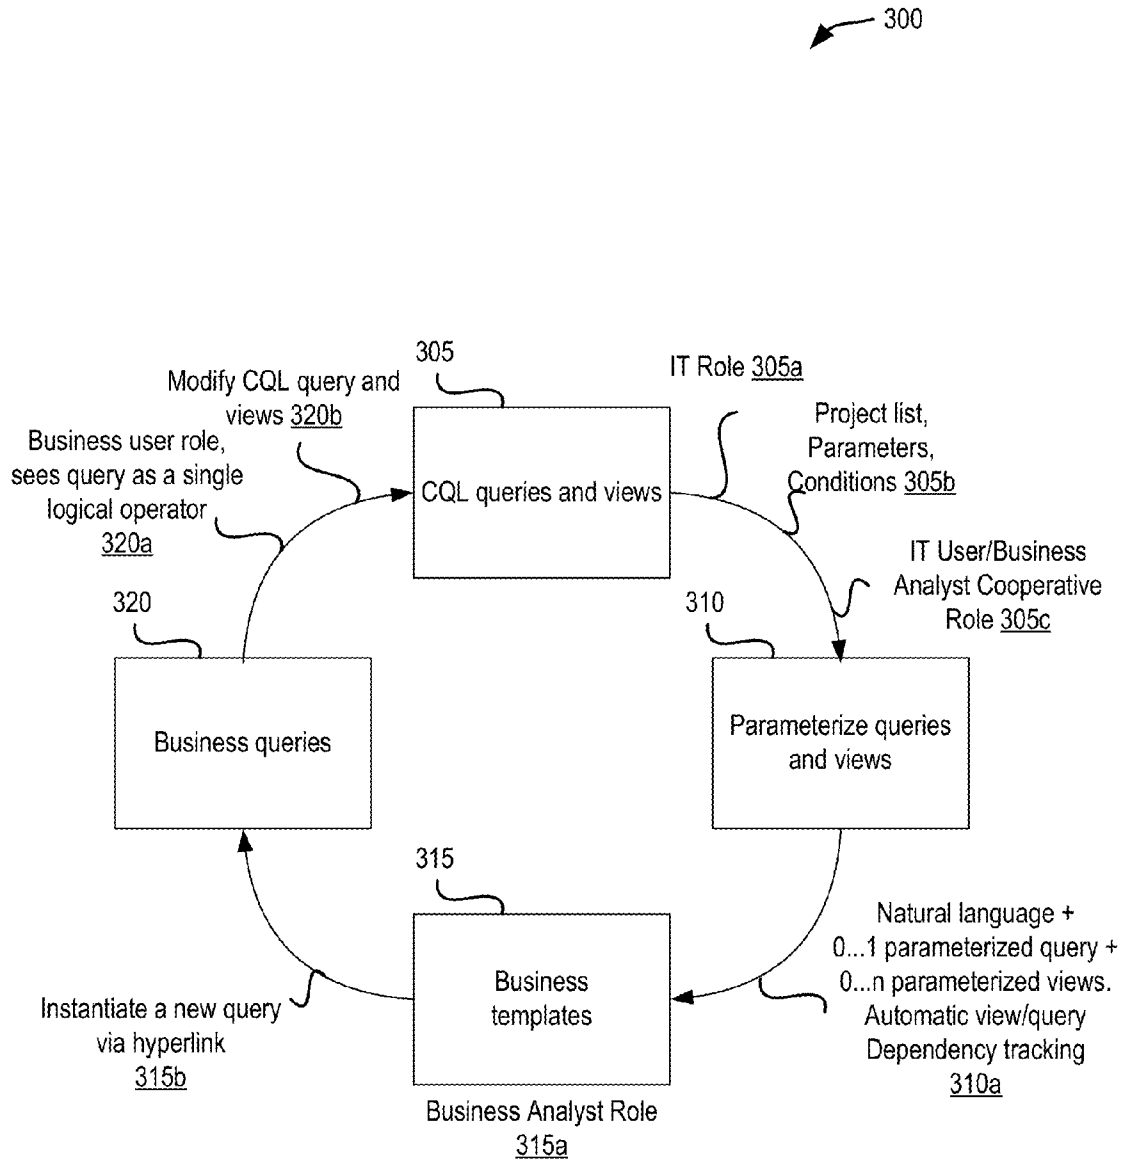 300
305
IT Role 305a
Modify CQL query and
views 320b
Project list,
Parameters,
Conditions 305b
Business user role,
sees query as a single
logical operator
320a
CQL queries and views
IT User/Business
Analyst Cooperative
Role 305c
320
310
Business queries
Parameterize queries
and views
315
Natural language +
0...1 parameterized query +
0...n parameterized views.
Automatic view/query
Dependency tracking
310a
Business
templates
Instantiate a new query
via hyperlink
315b
Business Analyst Role
315a